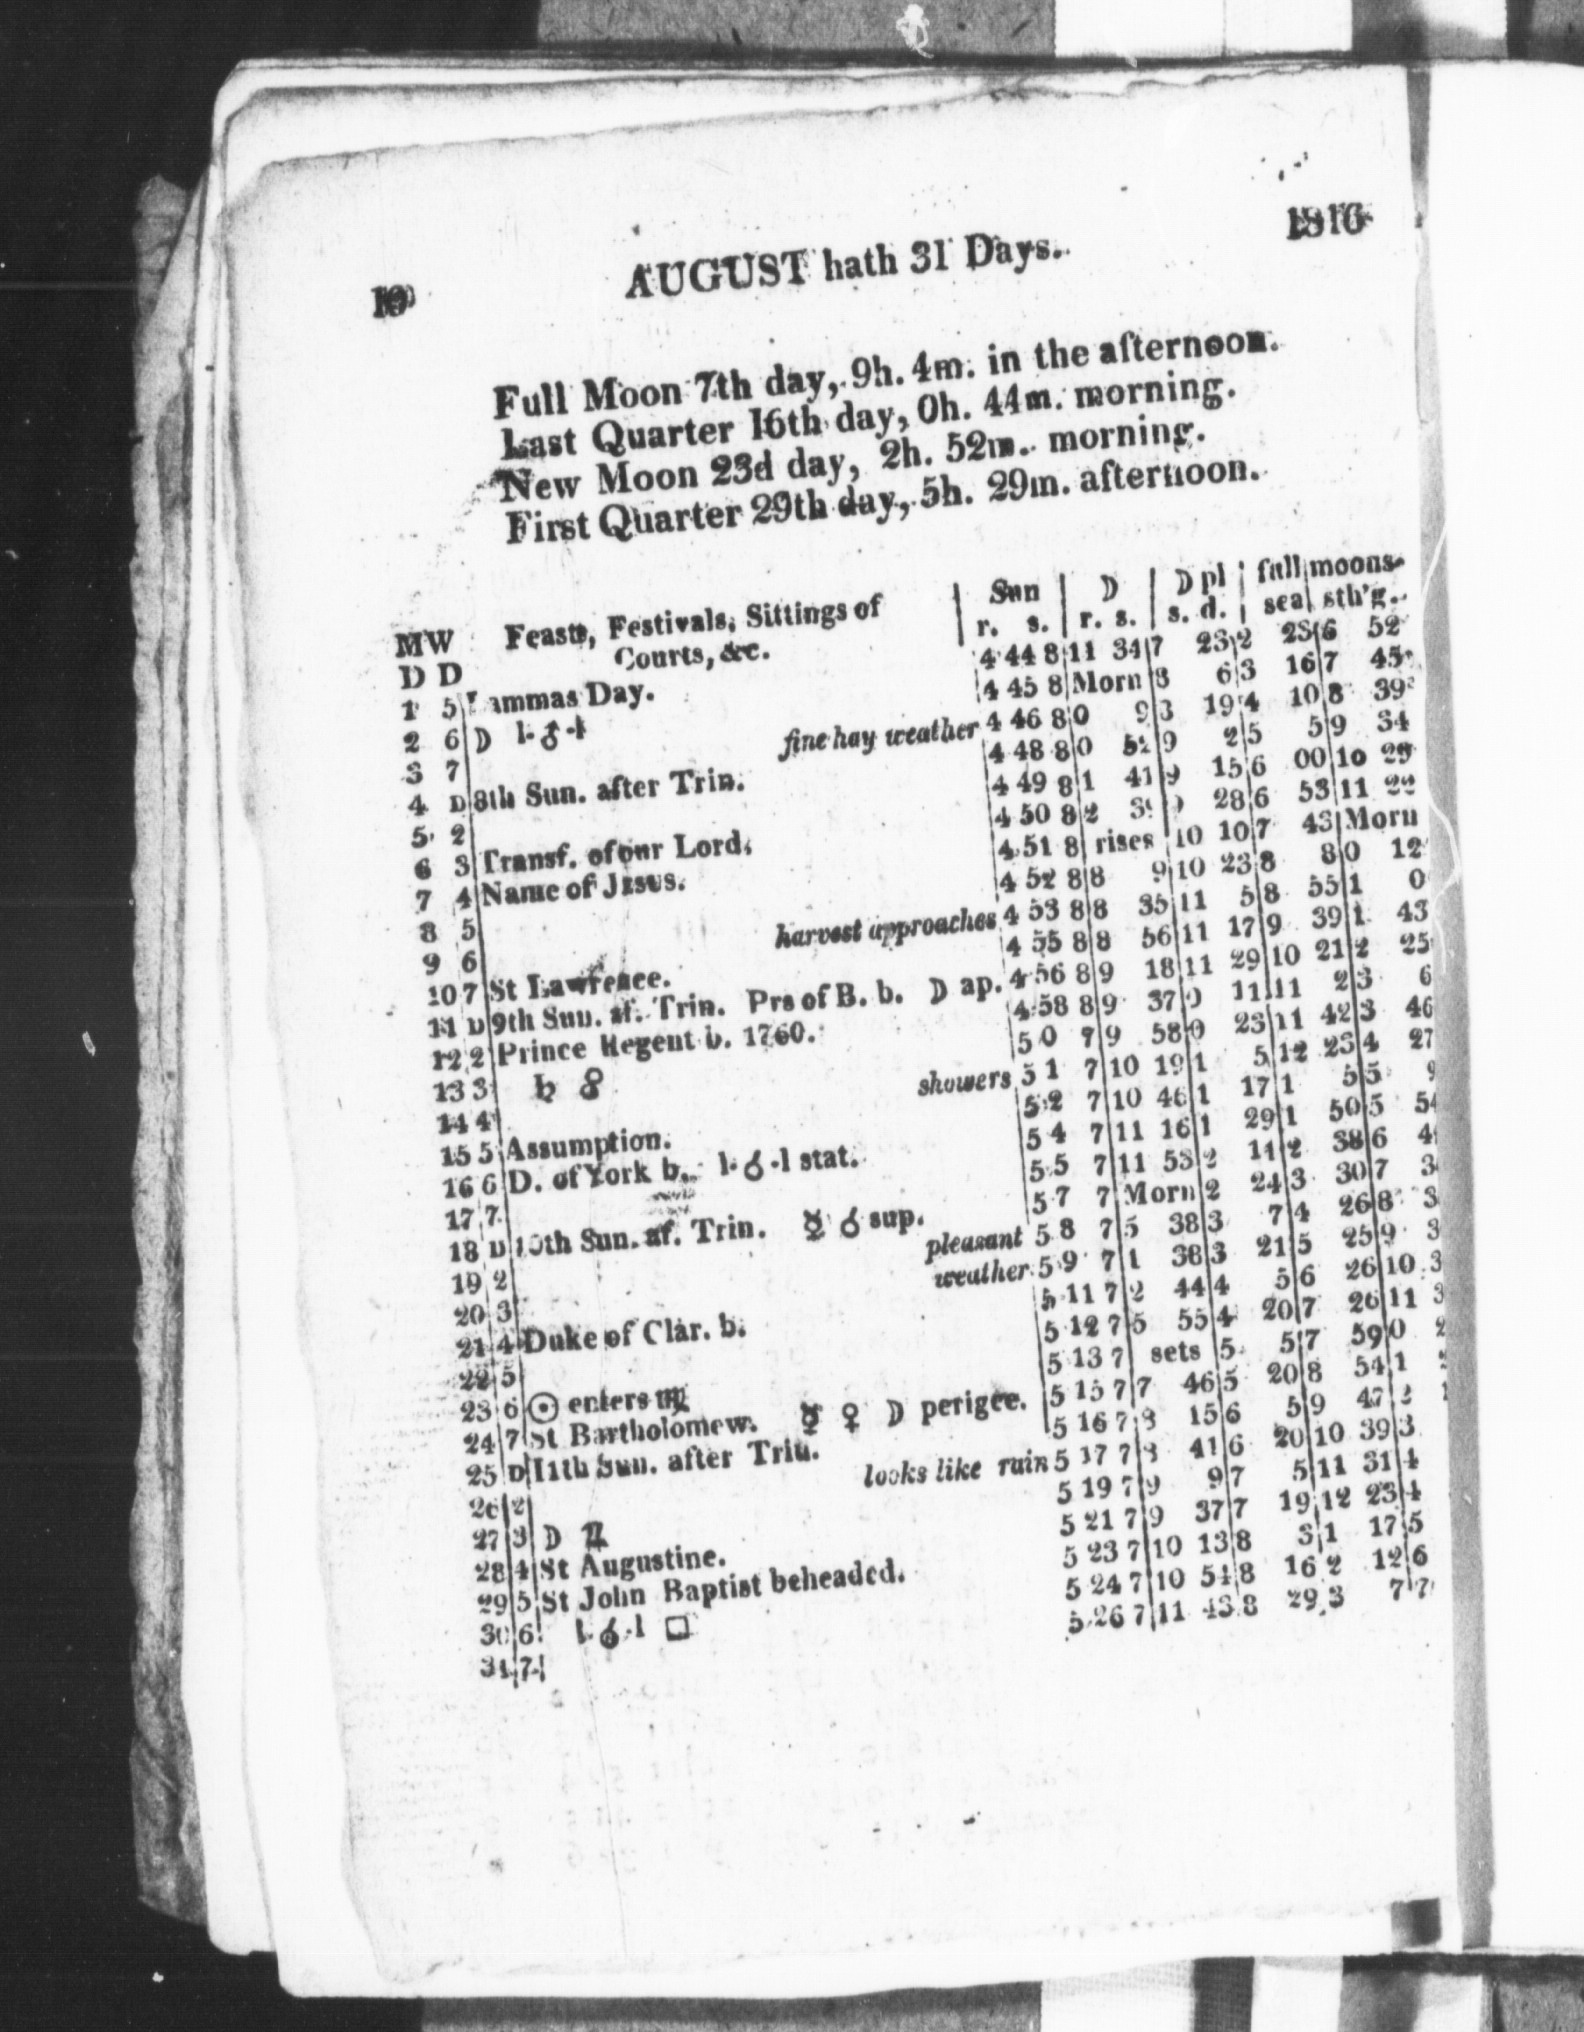 10 AUGUST hath 31 Days. 1816
Full Moon 7th day, 9h. 4m. in the afternoon.
Last Quarter 16th day, 0h. 44m. morning.
New Moon 23d day, 2h. 52m. morning.
First Quarter 29th day, 5h. 29m. afternoon.
MW Feasts, Festivals, Sittings of Sun ☽ ☽ pl full moons
D D Courts, &c. r. s. r. s. s. d. sea sth'g.
1 5 Lammas Day. 4 44 8 11 34 7 23 2 23 6 52
2 6 ☽ 4 45 8 Morn 8 6 3 16 7 45
3 7 fine hay weather 4 46 8 0 9 8 19 4 10 8 39
4 D 8th Sun. after Trin. 4 48 8 0 52 9 2 5 5 9 34
5 2 4 49 8 1 41 9 15 6 00 10 29
6 3 Transf. of our Lord. 4 50 8 2 28 6 53 11 22
7 4 Name of Jesus. 4 51 8 rises 10 10 7 43 Morn
8 5 4 52 8 8 9 10 23 8 8 0 12
9 6 harvest approaches 4 53 8 8 35 11 5 8 55 1 0
10 7 St Lawrence. 4 55 8 8 56 11 17 9 39 1 43
11 D 9th Sun. af. Trin. Prs of B. b. ☽ ap. 4 56 8 9 18 11 29 10 21 2 25
12 2 Prince Regent b. 1760. 4 58 8 9 37 0 11 11 2 3 6
13 3 ♄ ☍ 5 0 7 9 58 0 23 11 42 3 46
14 4 showers 5 1 7 10 19 1 5 12 23 4 27
15 5 Assumption. 5 2 7 10 46 1 17 1 5 5 9
16 6 D. of York b. stat. 5 4 7 11 16 1 29 1 50 5 54
17 7 5 5 7 11 53 2 11 2 38 6
18 D 10th Sun. af. Trin. ☿ ☌ sup. 5 7 7 Morn 2 24 3 30 7
19 2 pleasant 5 8 7 38 3 7 4 26 8
20 3 weather 5 9 7 1 38 3 21 5 25 9
21 4 Duke of Clar. b. 5 11 7 2 44 4 5 6 26 10
22 5 5 12 7 55 4 20 7 26 11
23 6 ☉ enters ♍ 5 13 7 sets 5 5 7 59 0
24 7 St Bartholomew. ☿ ♀ ☽ perigee. 5 15 7 7 46 5 20 8 54 1
25 D 11th Sun. after Trin. 5 16 7 8 15 6 5 9 47 2
26 2 looks like rain 5 17 7 8 41 6 20 10 39 3
27 3 ☽ 5 19 7 9 9 7 5 11 31 4
28 4 St Augustine. 5 21 7 9 37 7 19 12 23 4
29 5 St John Baptist beheaded. 5 23 7 10 13 8 3 1 17 5
30 6 □ 5 24 7 10 54 8 16 2 12 6
31 7 5 26 7 11 43 8 29 3 7 7